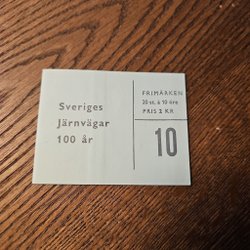 Sveriges
Järnvägar
100 år
FRIMÄRKEN
20 st. à 10 öre
PRIS 2 KR
10